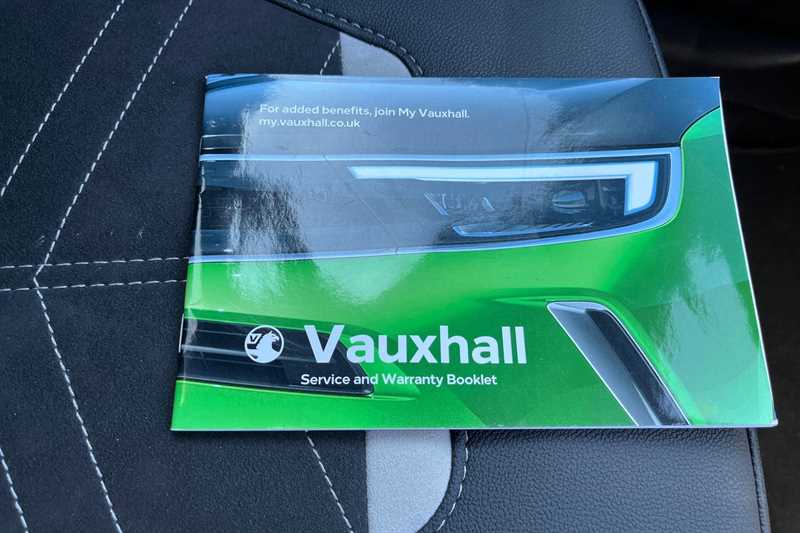 For added benefits, join My Vauxhall.
my.vauxhall.co.uk
Vauxhall
Service and Warranty Booklet